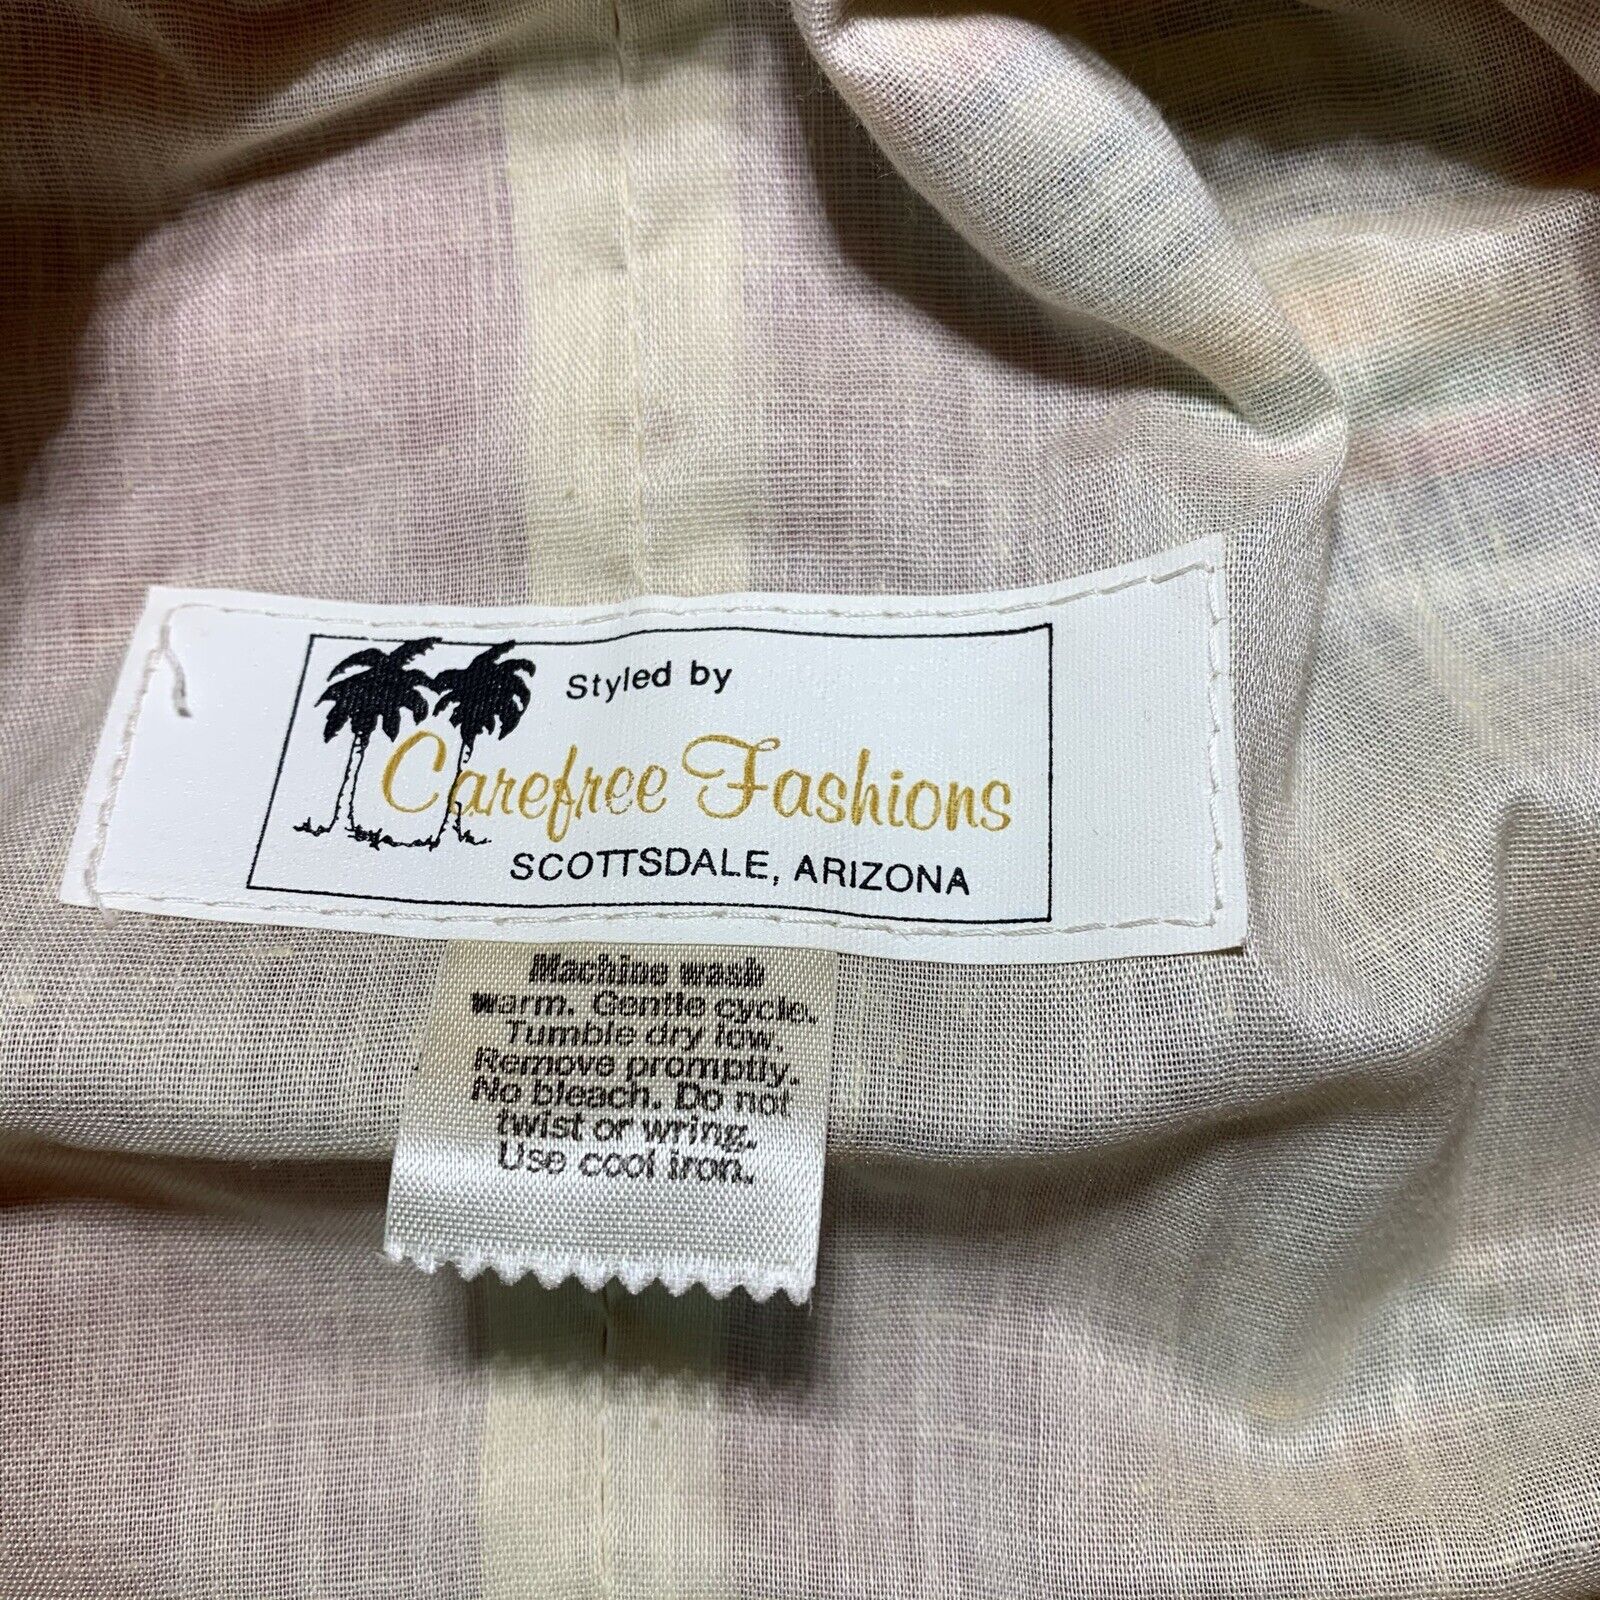 Styled by
Carefree Fashions
SCOTTSDALE, ARIZONA
Machine wash
warm. Gentle cycle.
Tumble dry low.
Remove promptly.
No bleach. Do not
twist or wring.
Use cool iron.